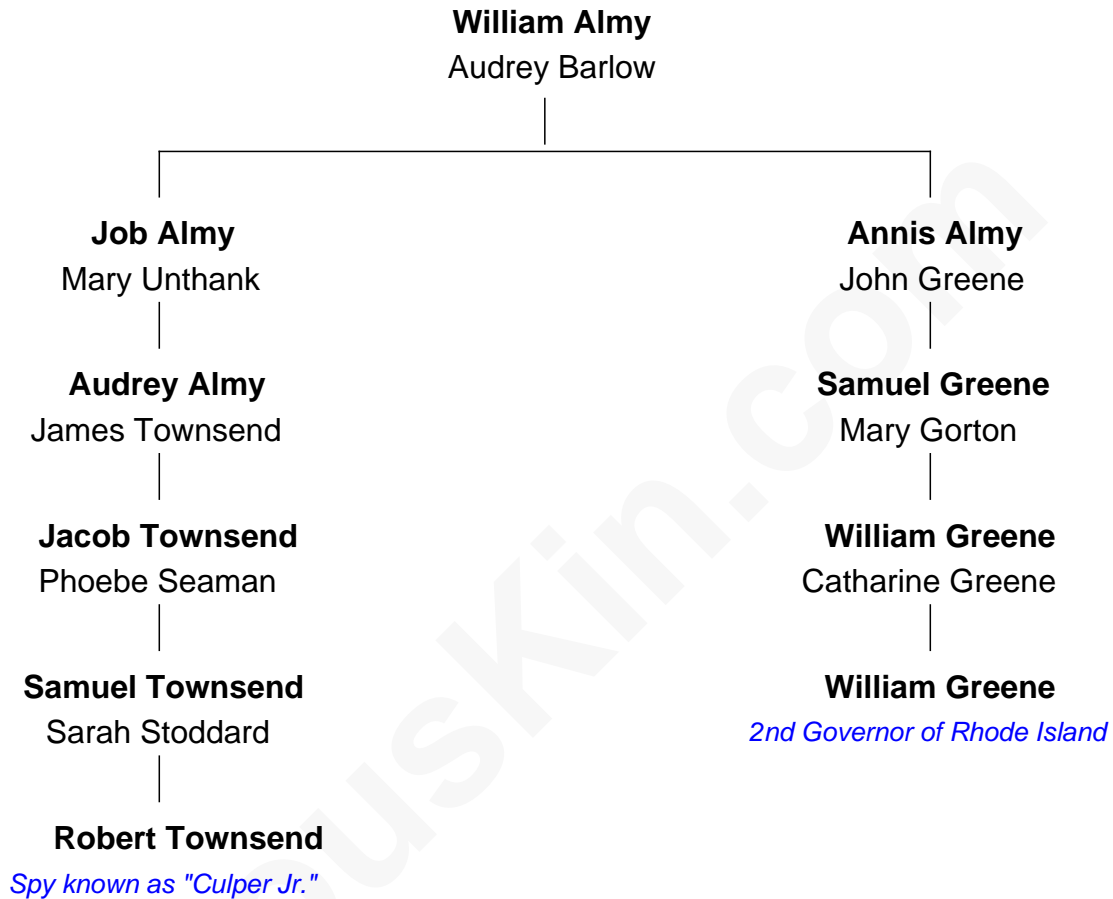 William Almy
Audrey Barlow
Job Almy
Mary Unthank
Annis Almy
John Greene
Audrey Almy
James Townsend
Samuel Greene
Mary Gorton
Jacob Townsend
Phoebe Seaman
William Greene
Catharine Greene
Samuel Townsend
Sarah Stoddard
William Greene
2nd Governor of Rhode Island
Robert Townsend
Spy known as "Culper Jr."
ousKin.com